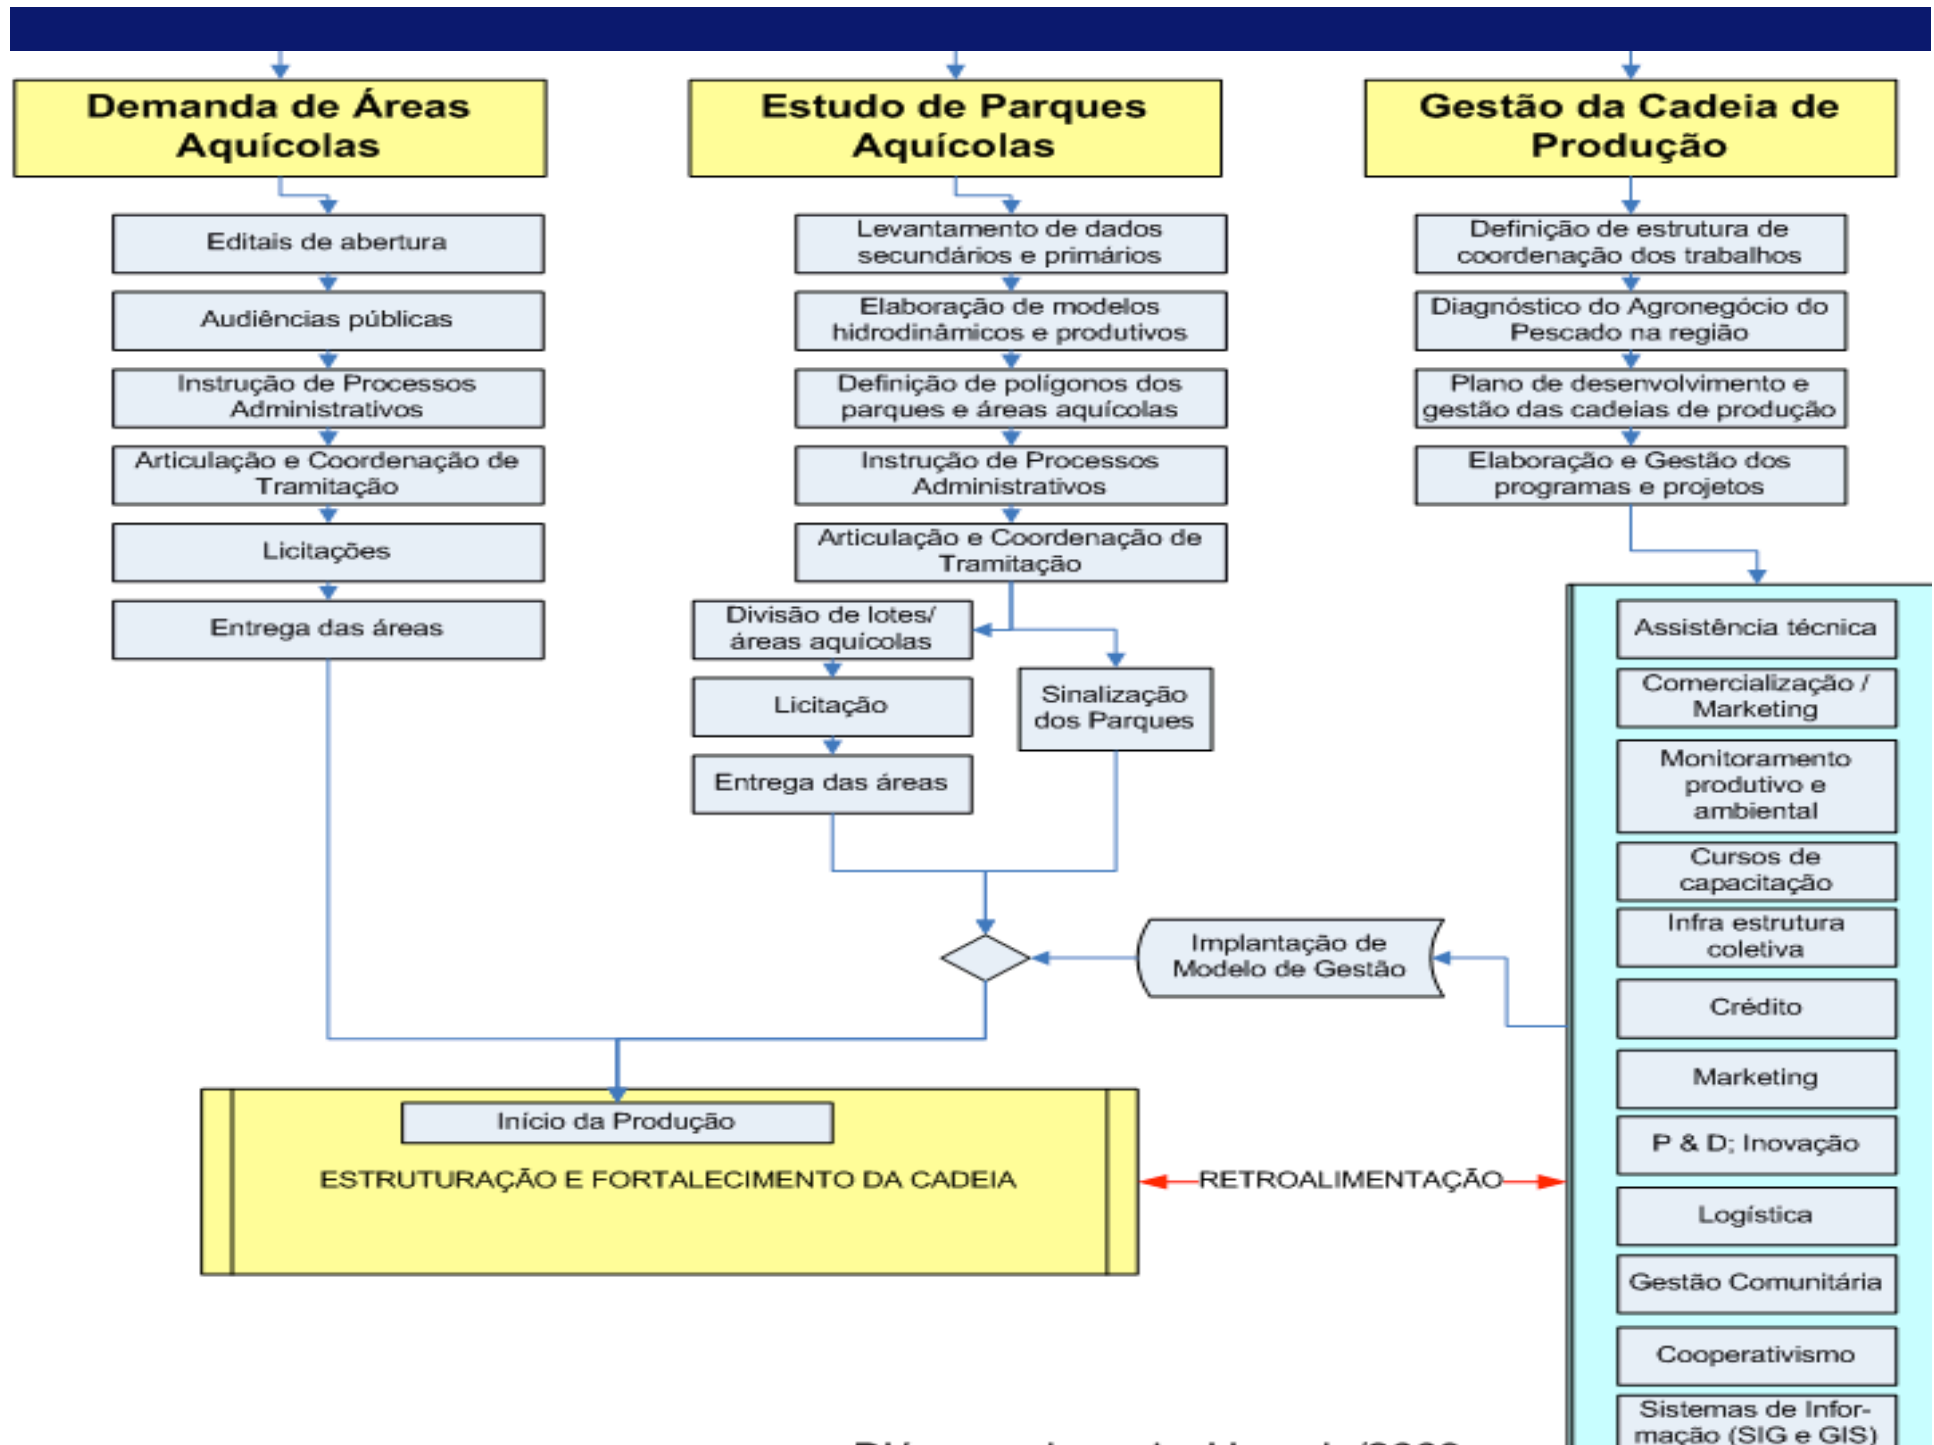 Demanda de Áreas
Aquícolas
Editais de abertura
Audiências públicas
Instrução de Processos
Administrativos
Articulação e Coordenação de
Tramitação
Licitações
Entrega das áreas
Estudo de Parques
Aquícolas
Levantamento de dados
secundários e primários
Elaboração de modelos
hidrodinâmicos e produtivos
Definição de polígonos dos
parques e áreas aquícolas
Instrução de Processos
Administrativos
Articulação e Coordenação de
Tramitação
Divisão de lotes/
áreas aquícolas
Licitação
Entrega das áreas
Sinalização
dos Parques
Gestão da Cadeia de
Produção
Definição de estrutura de
coordenação dos trabalhos
Diagnóstico do Agronegócio do
Pescado na região
Plano de desenvolvimento e
gestão das cadeias de produção
Elaboração e Gestão dos
programas e projetos
Assistência técnica
Comercialização /
Marketing
Monitoramento
produtivo e
ambiental
Cursos de
capacitação
Infra estrutura
coletiva
Crédito
Marketing
P & D; Inovação
Logística
Gestão Comunitária
Cooperativismo
Sistemas de Infor-
mação (SIG e GIS)
Implantação de
Modelo de Gestão
Início da Produção
ESTRUTURAÇÃO E FORTALECIMENTO DA CADEIA
RETROALIMENTAÇÃO